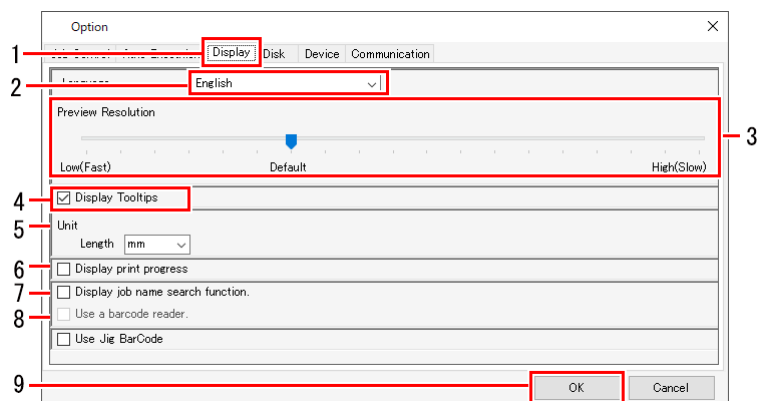 Option
1
Display Disk Device Communication
2
English
Preview Resolution
3
Low(Fast) Default High(Slow)
4
Display Tooltips
5
Unit
Length mm
6
Display print progress
7
Display job name search function.
8
Use a barcode reader.
Use Jig BarCode
9
OK Cancel